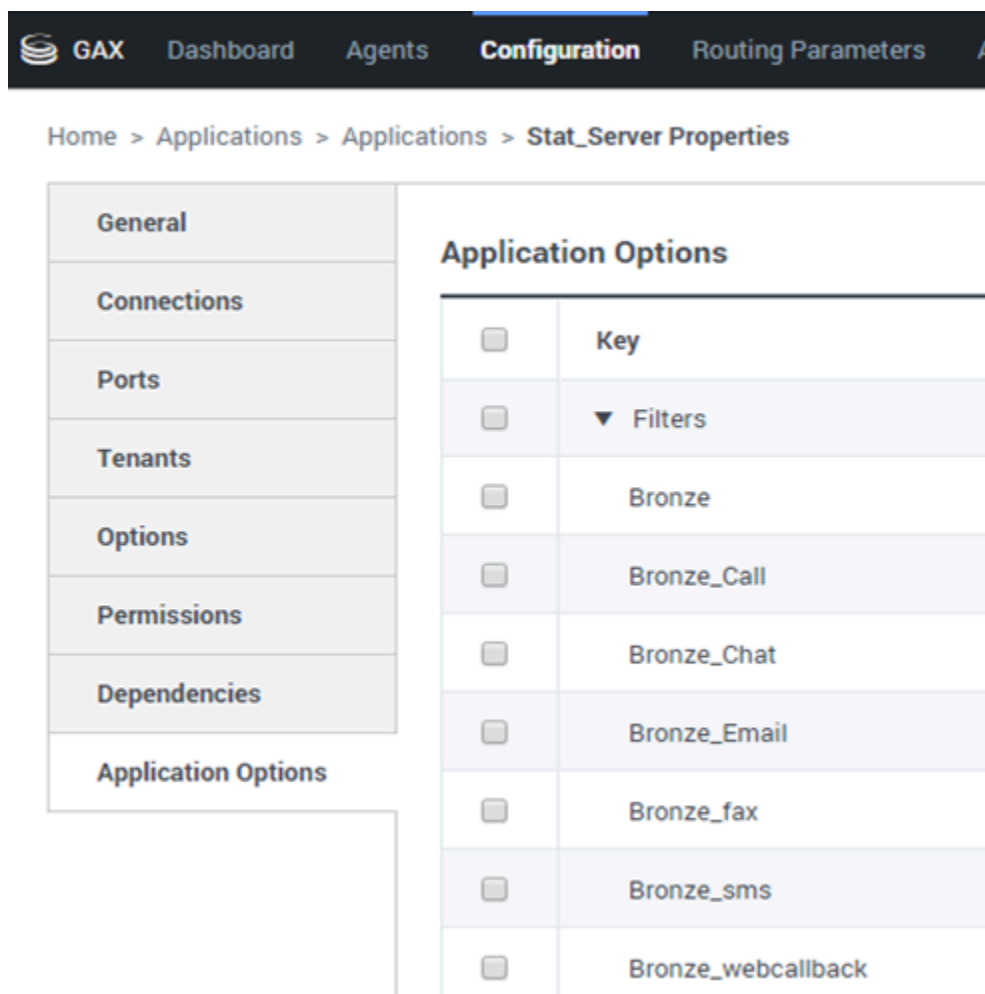 GAX Dashboard Agents Configuration Routing Parameters
Home > Applications > Applications > Stat_Server Properties
General
Connections
Ports
Tenants
Options
Permissions
Dependencies
Application Options
Application Options
Key
Filters
Bronze
Bronze_Call
Bronze_Chat
Bronze_Email
Bronze_fax
Bronze_sms
Bronze_webcallback